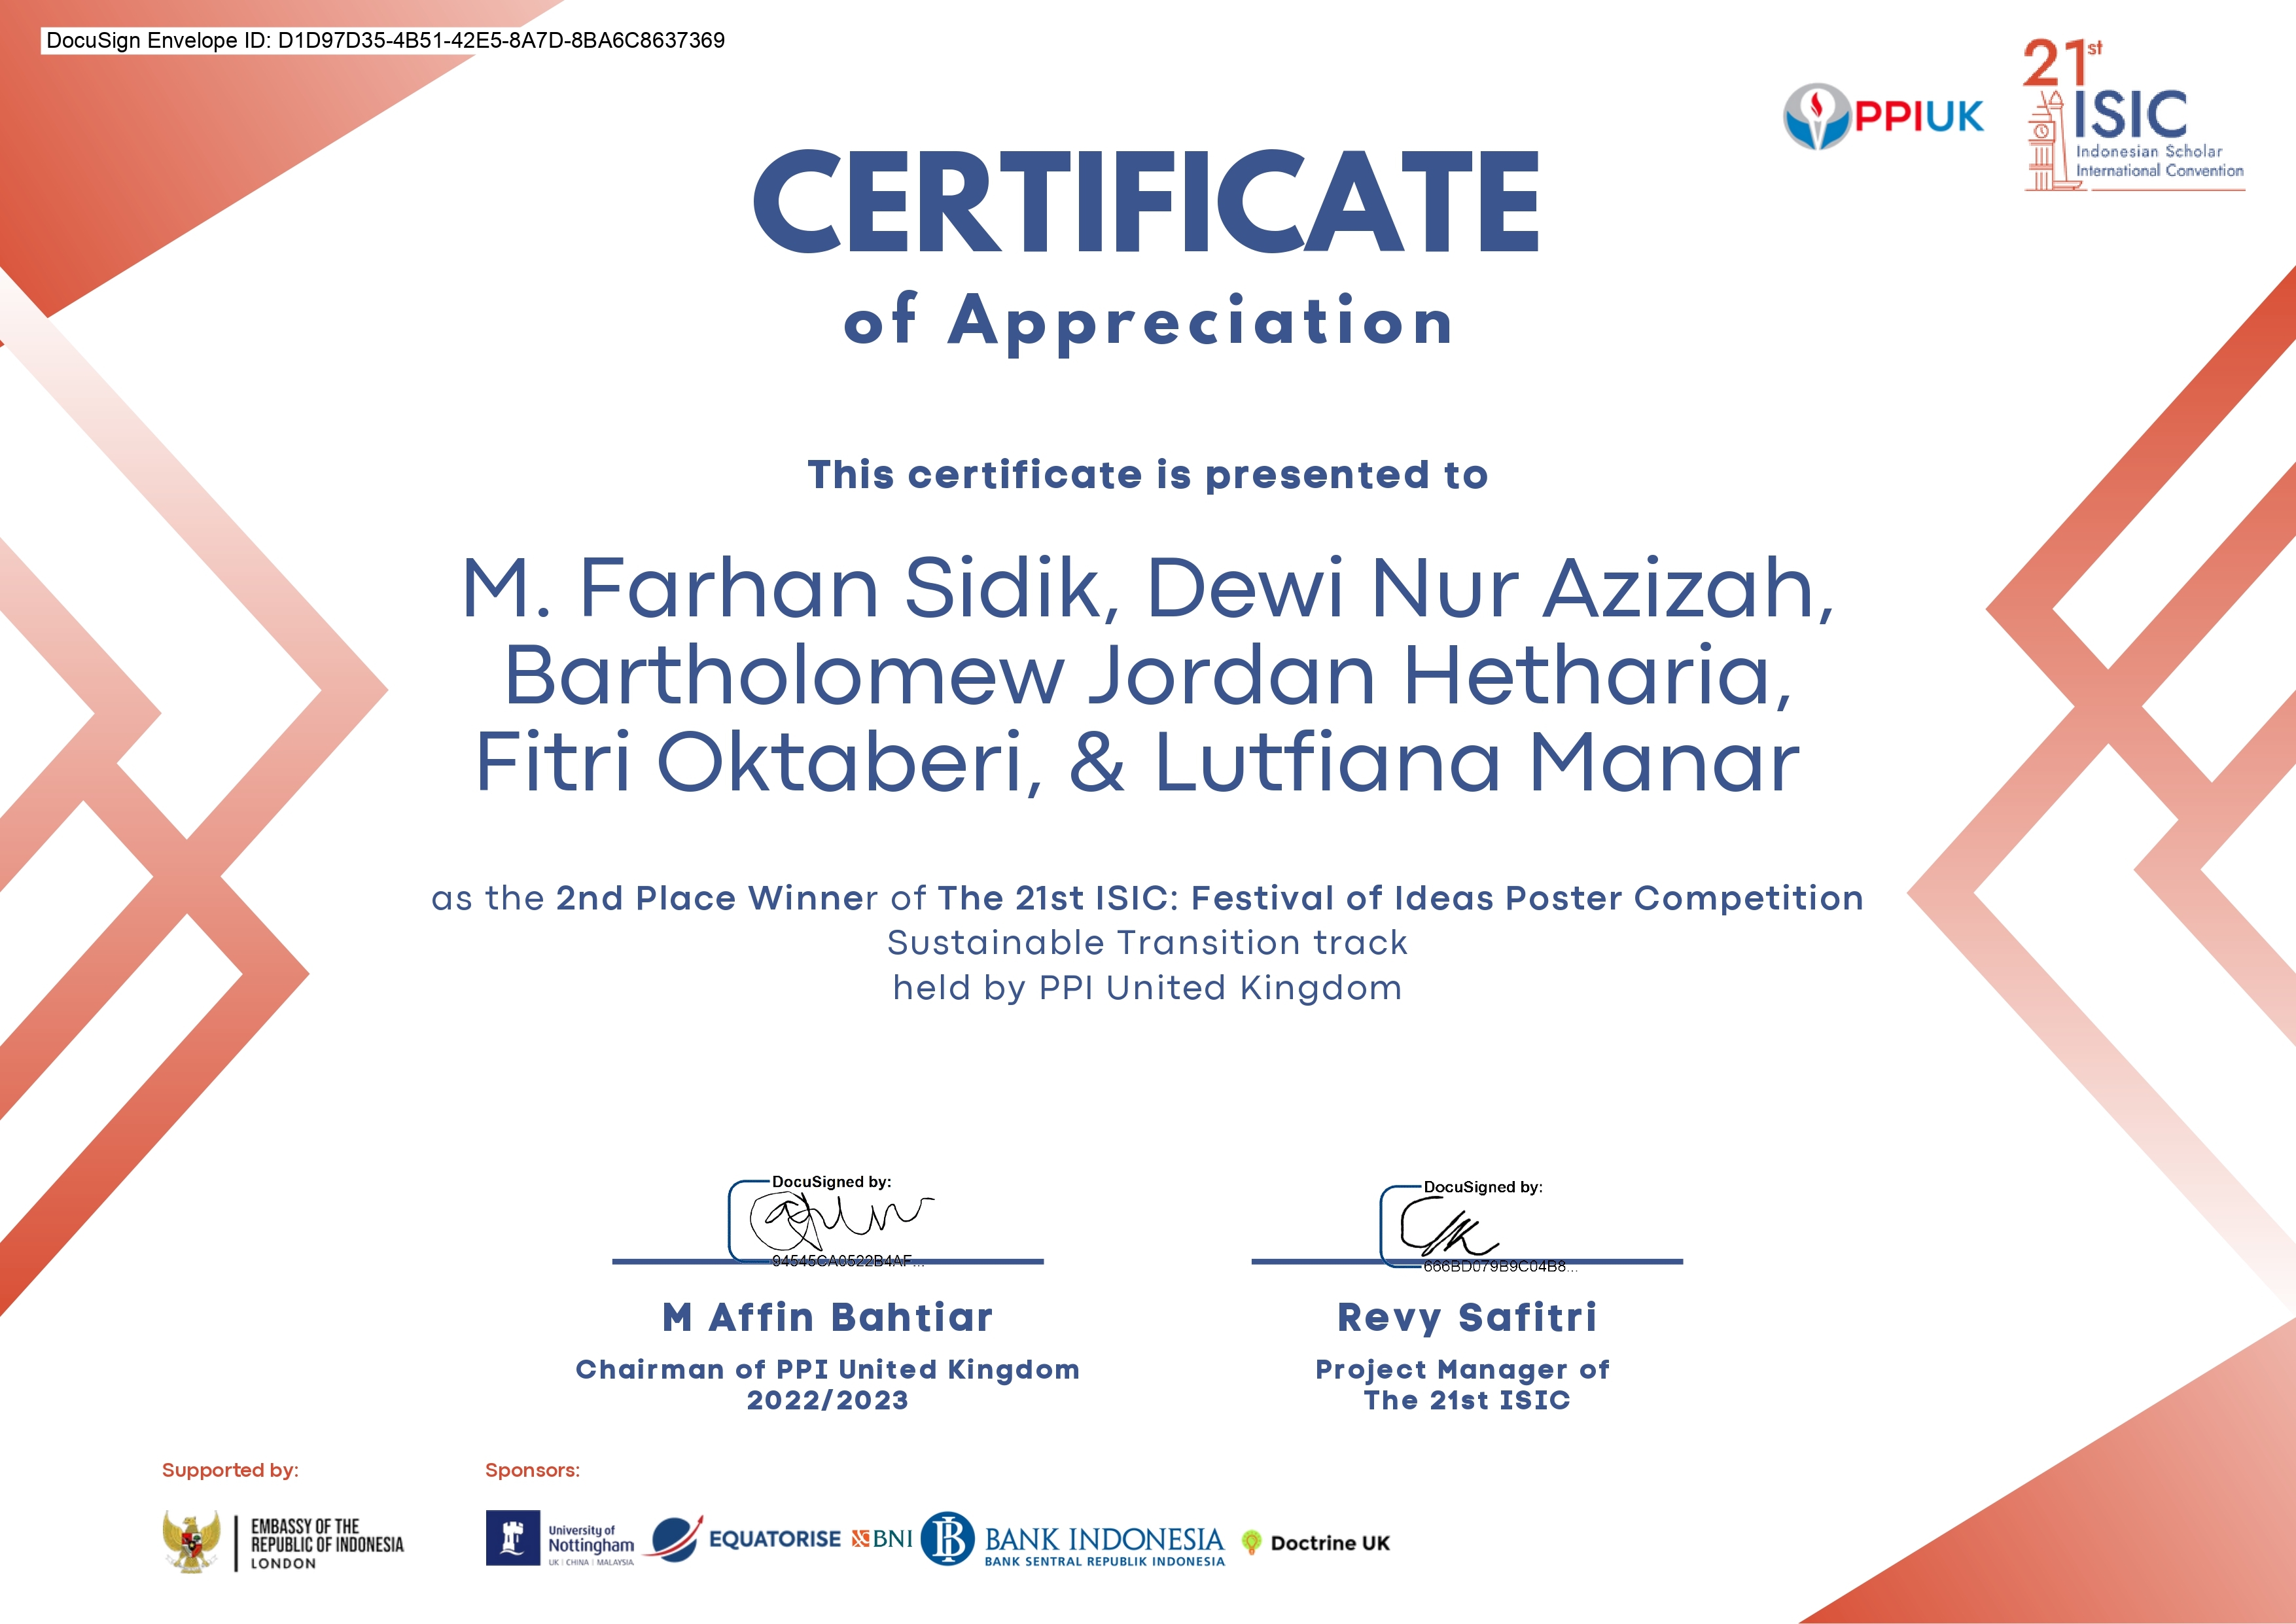 DocuSign Envelope ID: D1D97D35-4B51-42E5-8A7D-8BA6C8637369
PPIUK
21st
ISIC
Indonesian Scholar
International Convention
CERTIFICATE
of Appreciation
This certificate is presented to
M. Farhan Sidik, Dewi Nur Azizah,
Bartholomew Jordan Hetharia,
Fitri Oktaberi, & Lutfiana Manar
as the 2nd Place Winner of The 21st ISIC: Festival of Ideas Poster Competition
Sustainable Transition track
held by PPI United Kingdom
DocuSigned by:
94545CA0522B4AF...
M Affin Bahtiar
Chairman of PPI United Kingdom
2022/2023
DocuSigned by:
666BD079B9C04B8...
Revy Safitri
Project Manager of
The 21st ISIC
Supported by:
EMBASSY OF THE
REPUBLIC OF INDONESIA
LONDON
Sponsors:
University of
Nottingham
UK | CHINA | MALAYSIA
EQUATORISE
BNI
BANK INDONESIA
BANK SENTRAL REPUBLIK INDONESIA
Doctrine UK